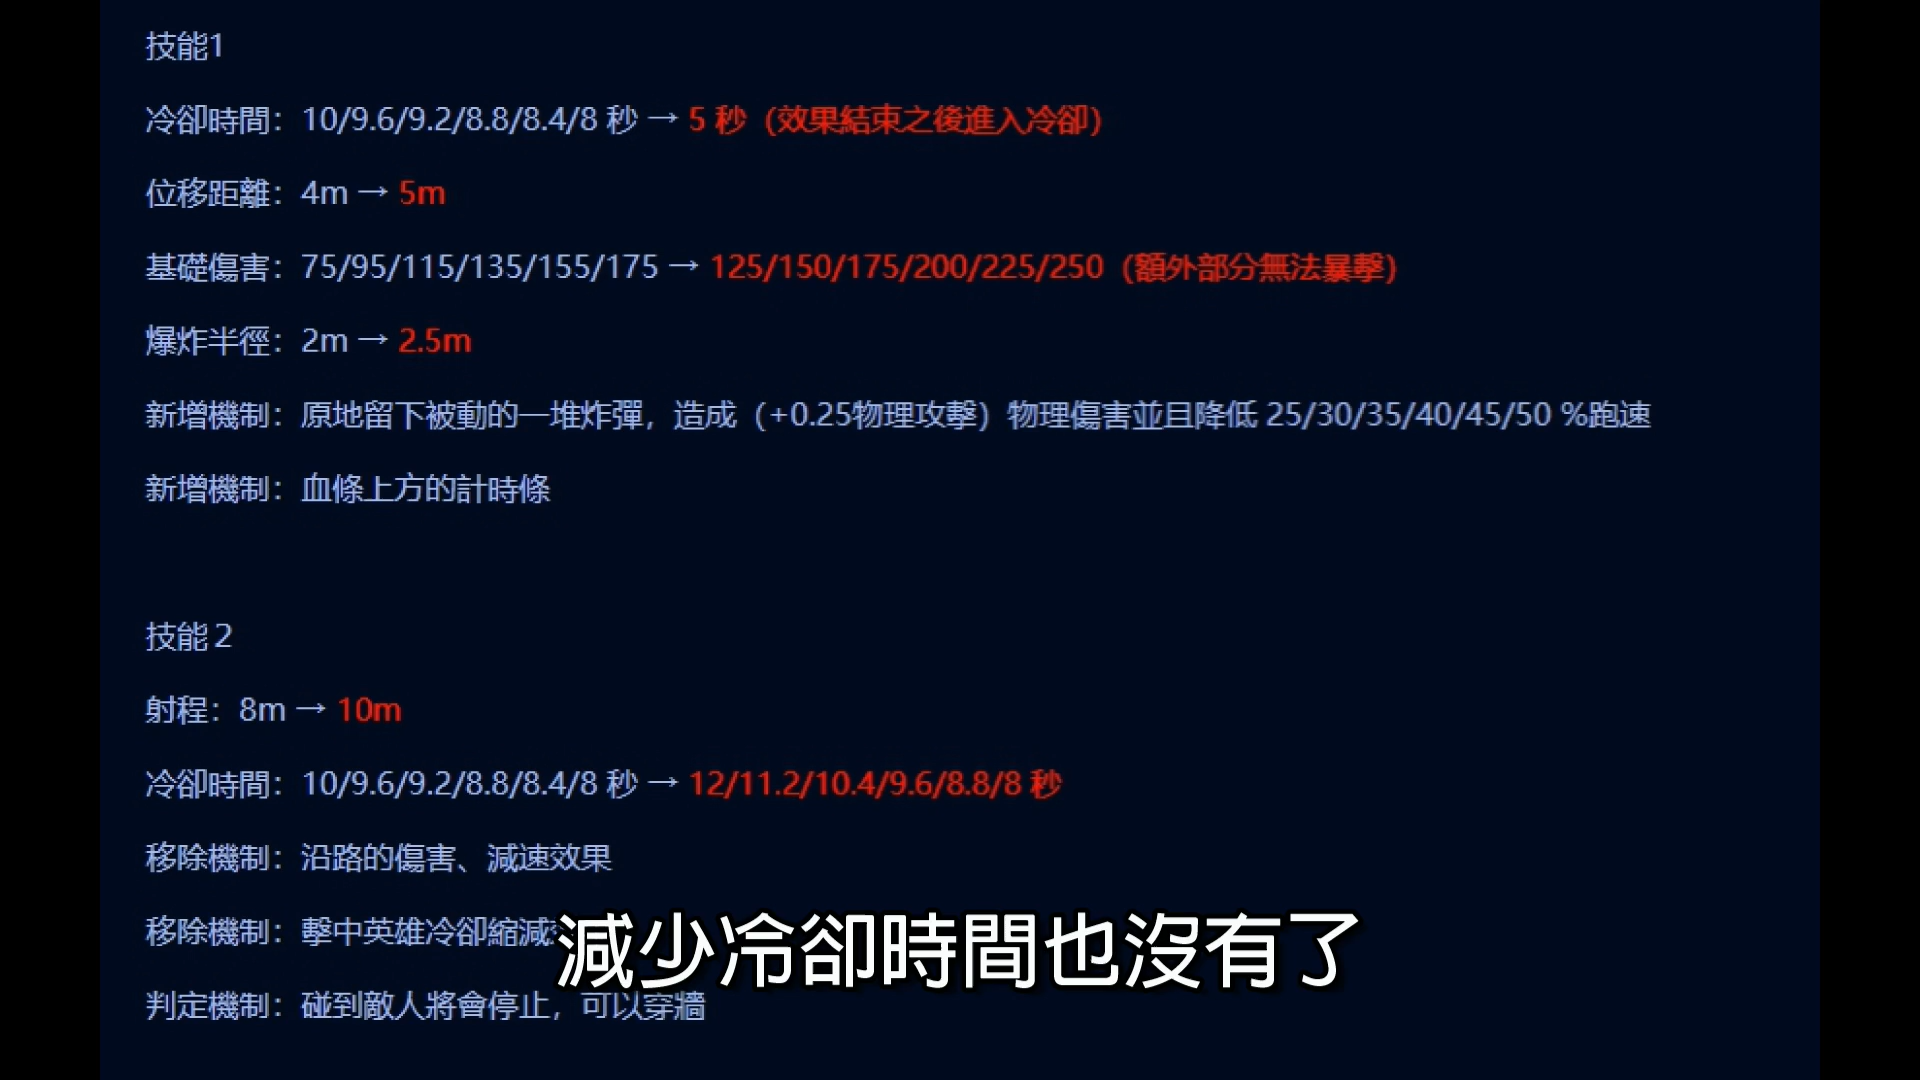 技能1
冷卻時間：10/9.6/9.2/8.8/8.4/8 秒 → 5 秒（效果結束之後進入冷卻）
位移距離：4m → 5m
基礎傷害：75/95/115/135/155/175 → 125/150/175/200/225/250（額外部分無法暴擊）
爆炸半徑：2m → 2.5m
新增機制：原地留下被動的一堆炸彈，造成（+0.25物理攻擊）物理傷害並且降低 25/30/35/40/45/50 %跑速
新增機制：血條上方的計時條
技能 2
射程：8m → 10m
冷卻時間：10/9.6/9.2/8.8/8.4/8 秒 → 12/11.2/10.4/9.6/8.8/8 秒
移除機制：沿路的傷害、減速效果
移除機制：擊中英雄冷卻縮減
減少冷卻時間也沒有了
判定機制：碰到敵人將會停止，可以穿牆